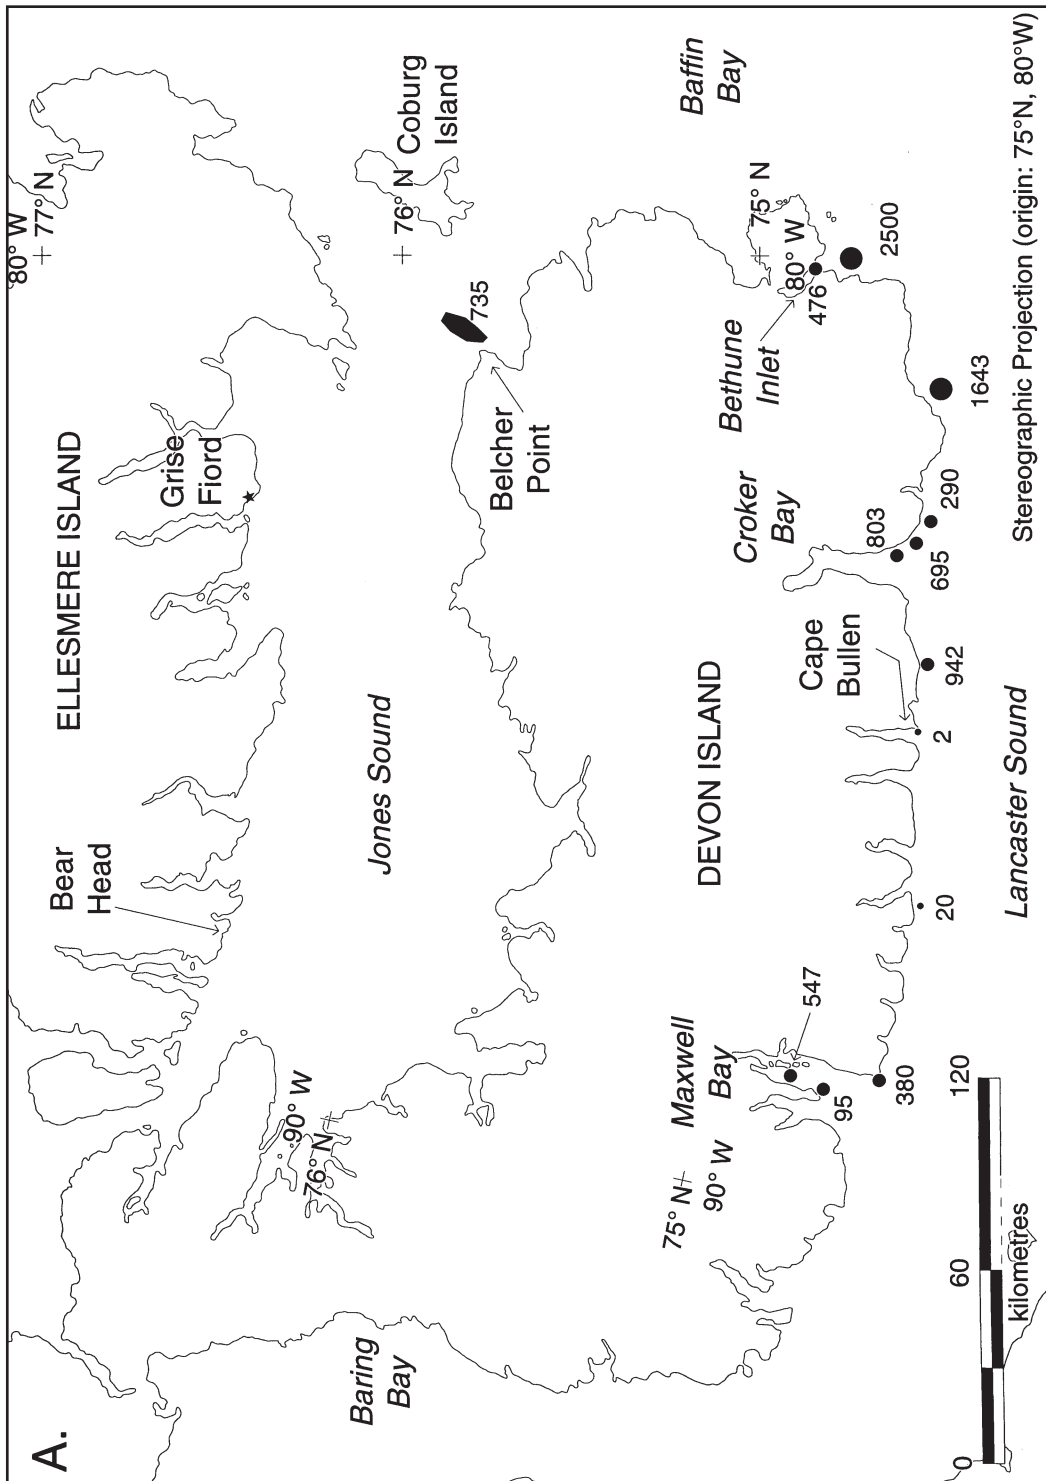 A.
Bear
Head
ELLESMERE ISLAND
Grise
Fiord
80° W
77° N
76° N
Coburg
Island
90° W
76° N
Jones Sound
Belcher
Point
735
Baffin
Bay
Baring
Bay
75° N
90° W
Maxwell
Bay
547
95
380
DEVON ISLAND
Cape
Bullen
Croker
Bay
Bethune
Inlet
75° N
80° W
476
2500
1643
290
803
695
942
2
20
Lancaster Sound
0
60
120
kilometres
Stereographic Projection (origin: 75°N, 80°W)